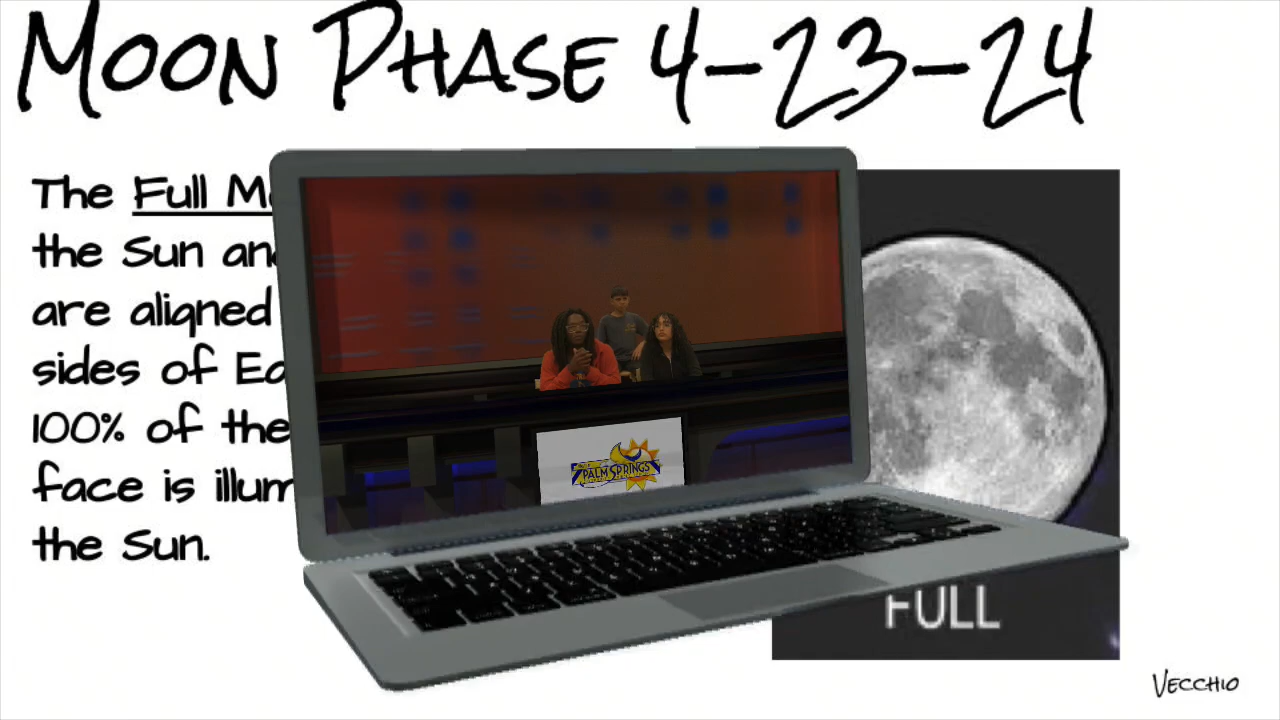 Moon Phase 4-23-24
The Full M
the Sun and
are aligned
sides of Ea
100% of the
face is illum
the Sun.
PALM SPRINGS
FULL
Vecchio